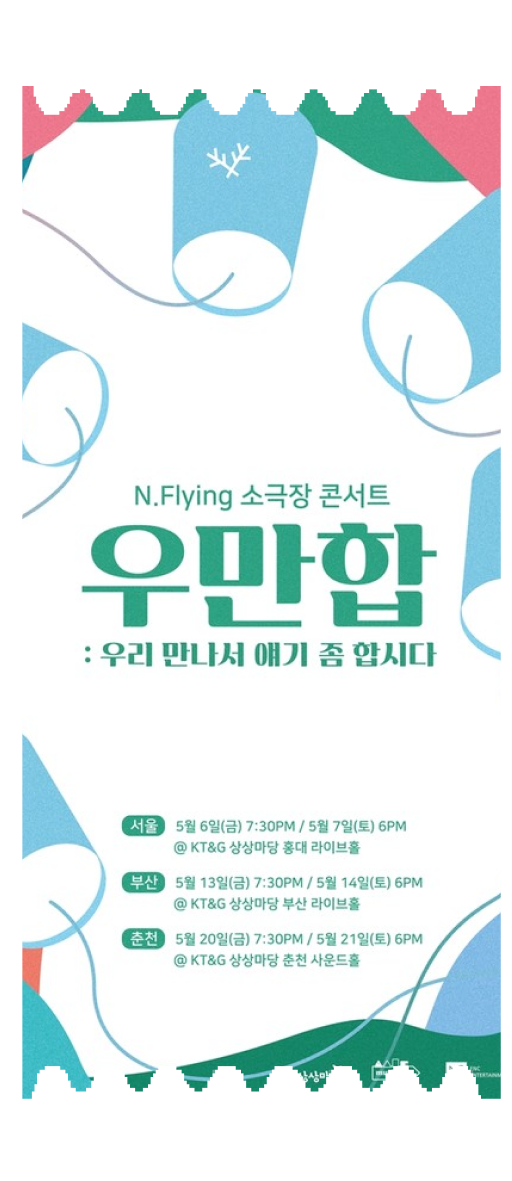 N.Flying 소극장 콘서트
우만합
: 우리 만나서 얘기 좀 합시다
서울 5월 6일(금) 7:30PM / 5월 7일(토) 6PM
@ KT&G 상상마당 홍대 라이브홀
부산 5월 13일(금) 7:30PM / 5월 14일(토) 6PM
@ KT&G 상상마당 부산 라이브홀
춘천 5월 20일(금) 7:30PM / 5월 21일(토) 6PM
@ KT&G 상상마당 춘천 사운드홀